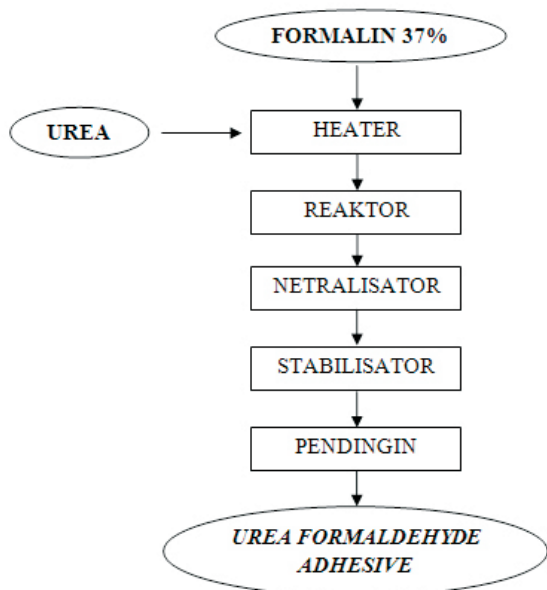 FORMALIN 37%
UREA
HEATER
REAKTOR
NETRALISATOR
STABILISATOR
PENDINGIN
UREA FORMALDEHYDE
ADHESIVE